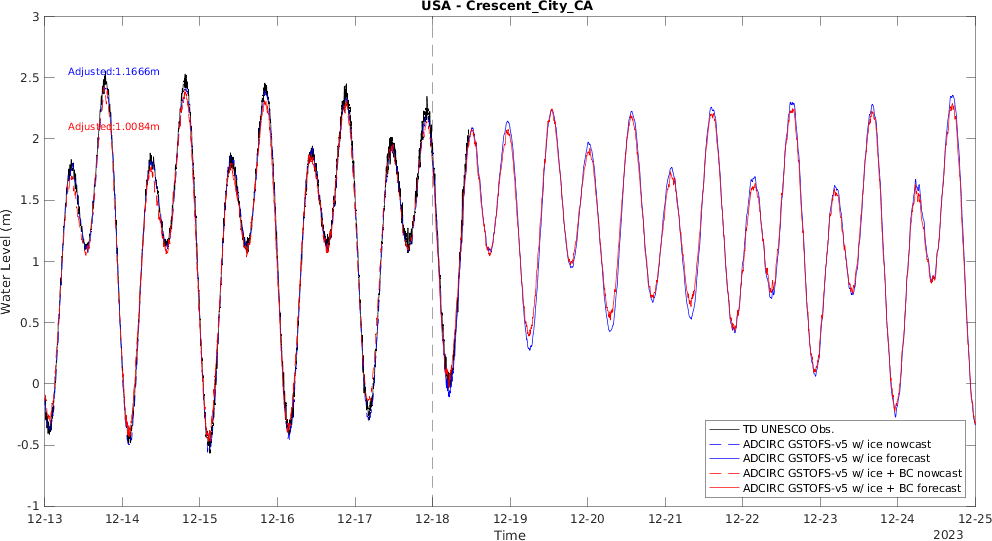 USA - Crescent_City_CA
3
2.5
2
1.5
1
0.5
0
-0.5
-1
Water Level (m)
Adjusted:1.1666m
Adjusted:1.0084m
TD UNESCO Obs.
ADCIRC GSTOFS-v5 w/ ice nowcast
ADCIRC GSTOFS-v5 w/ ice forecast
ADCIRC GSTOFS-v5 w/ ice + BC nowcast
ADCIRC GSTOFS-v5 w/ ice + BC forecast
12-13 12-14 12-15 12-16 12-17 12-18 12-19 12-20 12-21 12-22 12-23 12-24 12-25
Time
2023